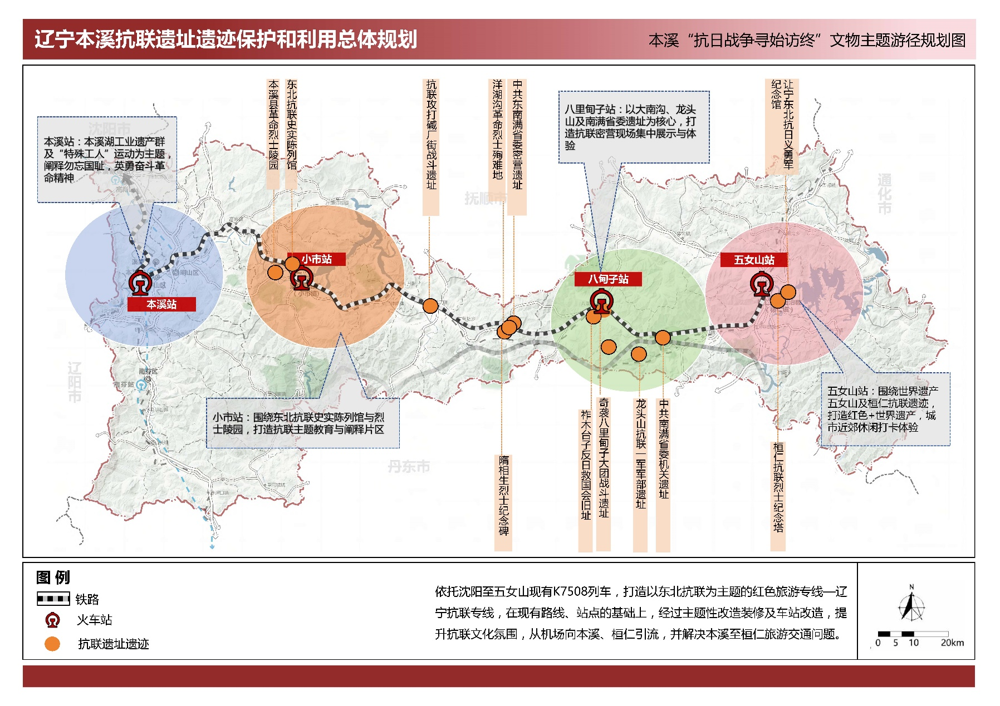 辽宁本溪抗联遗址遗迹保护和利用总体规划
本溪“抗日战争寻始访终”文物主题游径规划图
本溪县革命烈士陵园
东北抗联史实陈列馆
抗联攻打碱厂街战斗遗址
洋湖沟革命烈士殉难地
中共东南满省委密营遗址
让宁东北抗日义勇军
纪念馆
沈阳市
本溪站：本溪湖工业遗产群
及“特殊工人”运动为主题，
阐释勿忘国耻，英勇奋斗革
命精神
八里甸子站：以大南沟、龙头
山及南满省委遗址为核心，打
造抗联密营现场集中展示与体
验
抚顺市
通化市
小市站
五女山站
八甸子站
本溪站
明山区
辽阳市
南芬区
南芬站
小市站：围绕东北抗联史实陈列馆与烈
士陵园，打造抗联主题教育与阐释片区
五女山站：围绕世界遗产
五女山及桓仁抗联遗迹，
打造红色+世界遗产，城
市近郊休闲打卡体验
丹东市
隋相生烈士纪念碑
祚木台子反日救国会旧址
奇袭八里甸子大团战斗遗址
龙头山抗联一军军部遗址
中共南满省委机关遗址
桓仁抗联烈士纪念塔
图 例
铁路
火车站
抗联遗址遗迹
依托沈阳至五女山现有K7508列车，打造以东北抗联为主题的红色旅游专线—辽
宁抗联专线，在现有路线、站点的基础上，经过主题性改造装修及车站改造，提
升抗联文化氛围，从机场向本溪、桓仁引流，并解决本溪至桓仁旅游交通问题。
N
0 5 10 20km